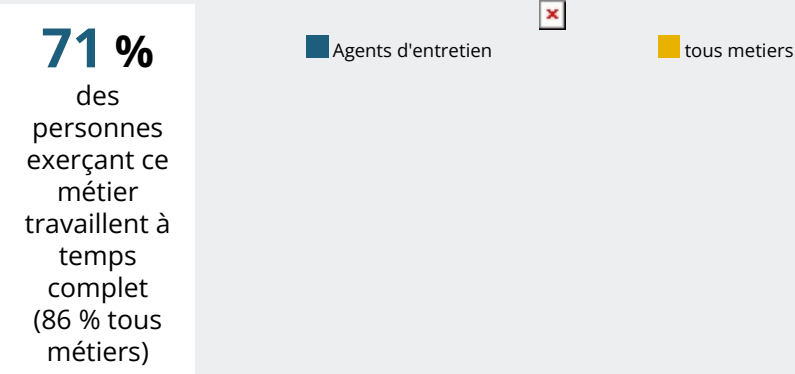 71 %
des
personnes
exerçant ce
métier
travaillent à
temps
complet
(86 % tous
métiers)
Agents d'entretien
tous metiers